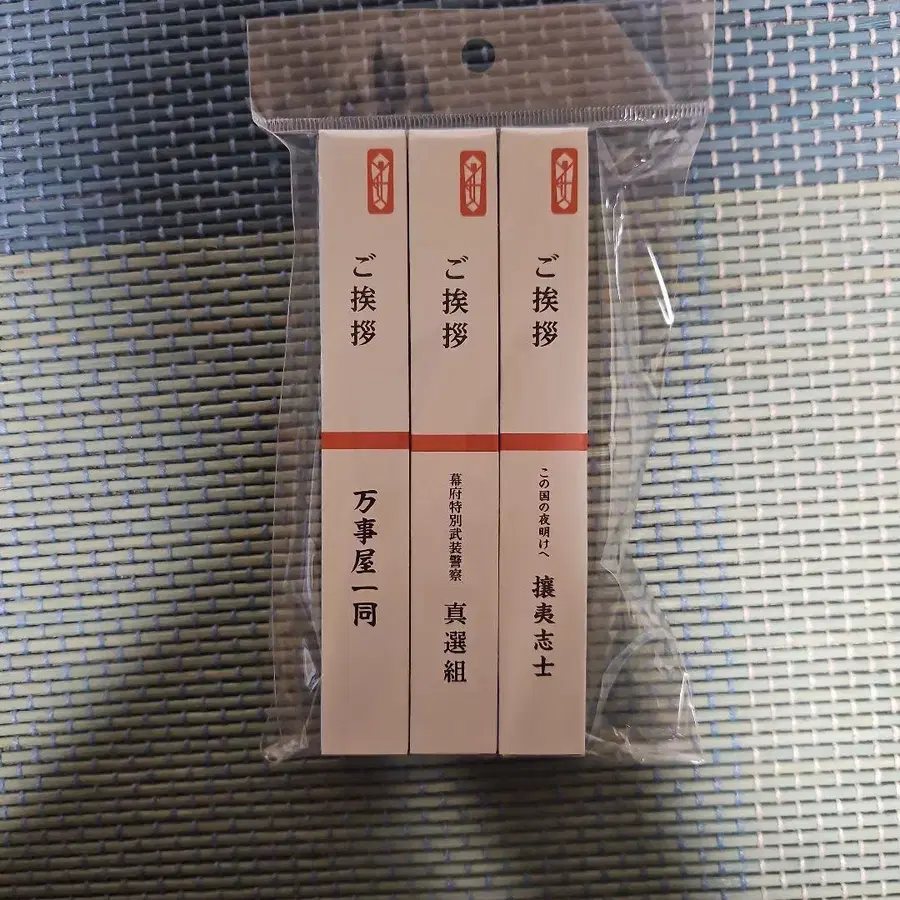 ご挨拶
万事屋一同
ご挨拶
幕府特別武装警察
真選組
ご挨拶
この国の夜明けへ
攘夷志士